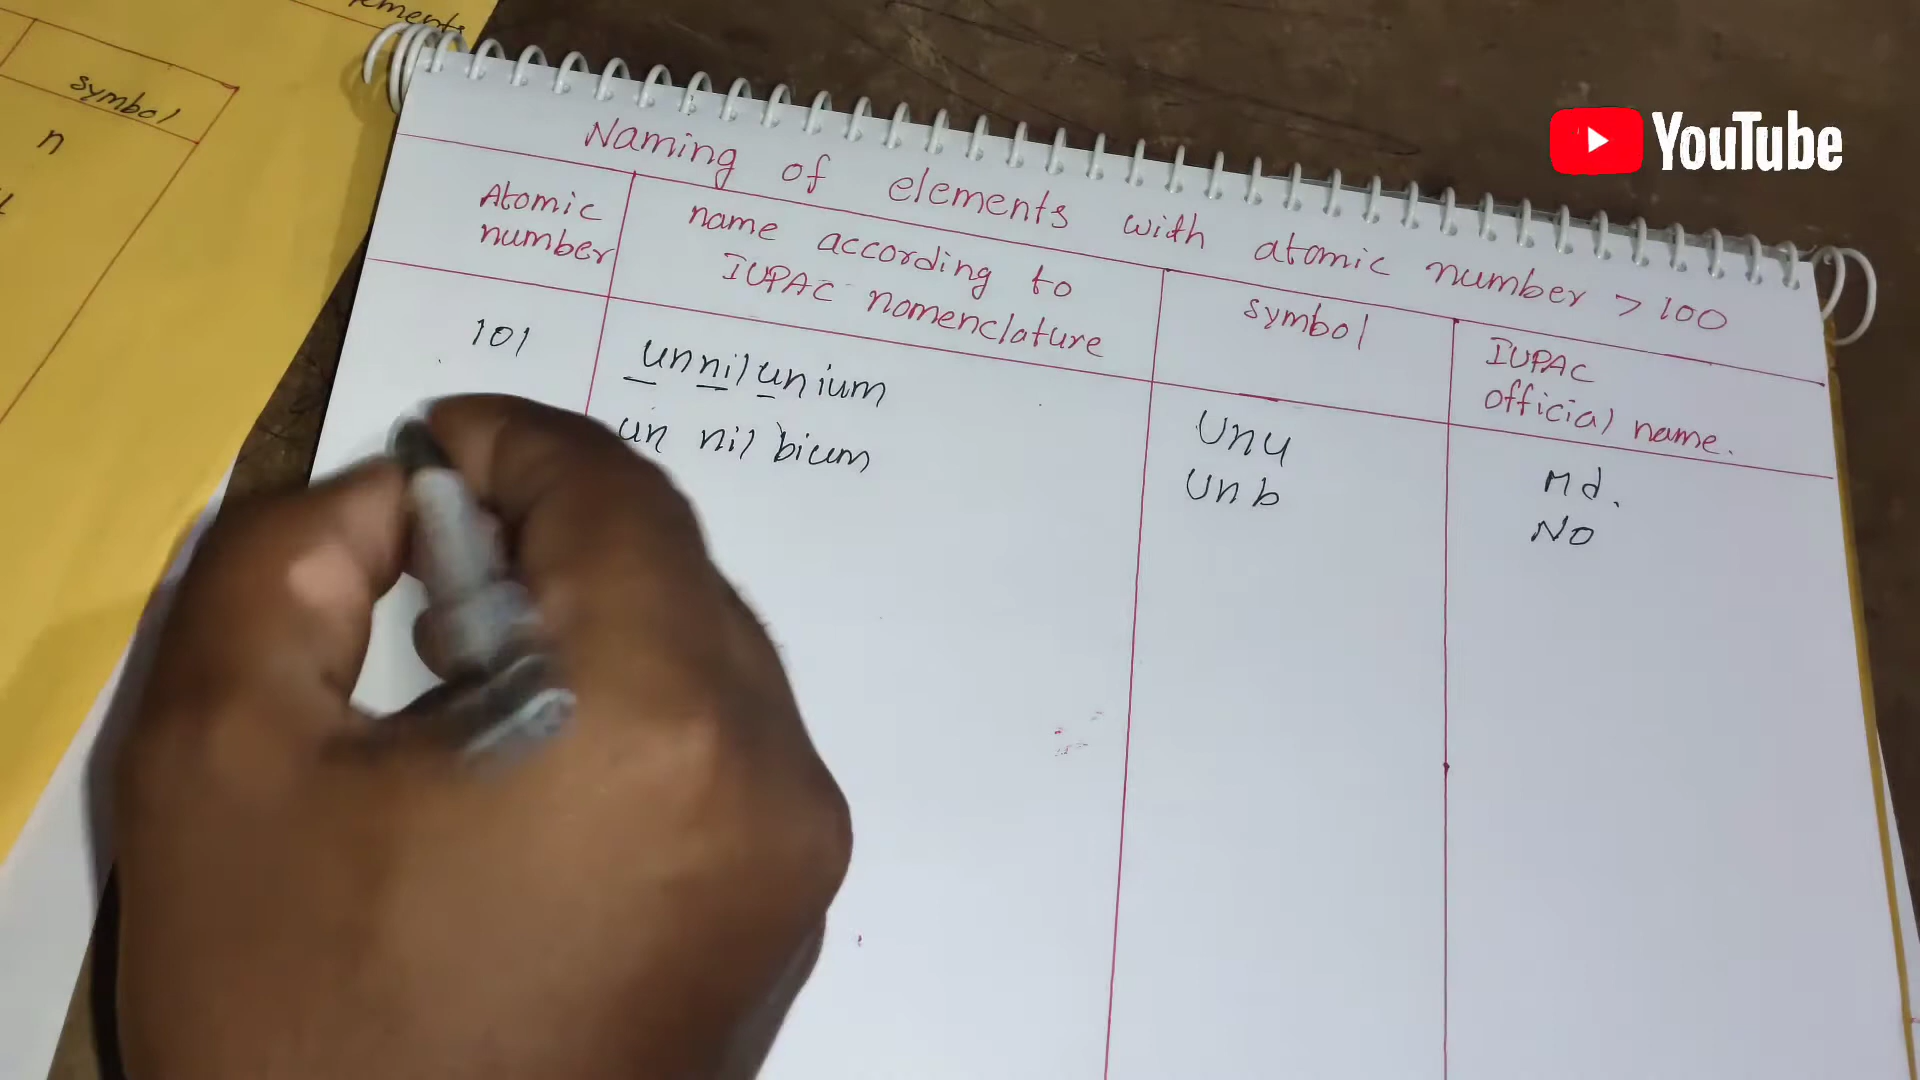 symbol
n
YouTube
Naming of elements with atomic number > 100
Atomic
number
name according to
IUPAC nomenclature
symbol
IUPAC
official name.
101
unnilunium
Unu
Md.
un nil bium
Unb
NO